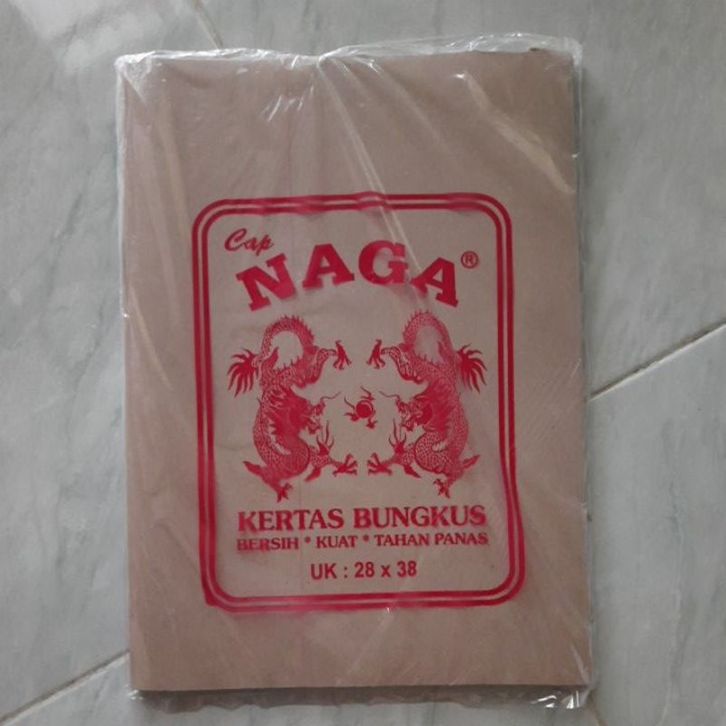 Cap
NAGA®
KERTAS BUNGKUS
BERSIH * KUAT * TAHAN PANAS
UK : 28 x 38